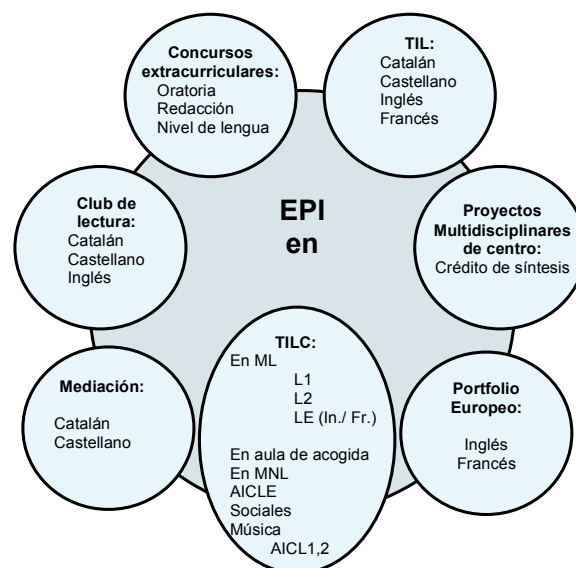 Concursos
extracurriculares:
Oratoria
Redacción
Nivel de lengua
TIL:
Catalán
Castellano
Inglés
Francés
Club de
lectura:
Catalán
Castellano
Inglés
EPI
en
Proyectos
Multidisciplinares
de centro:
Crédito de síntesis
Mediación:
Catalán
Castellano
TILC:
En ML
L1
L2
LE (In./ Fr.)
En aula de acogida
En MNL
AICLE
Sociales
Música
AICL1,2
Portfolio
Europeo:
Inglés
Francés